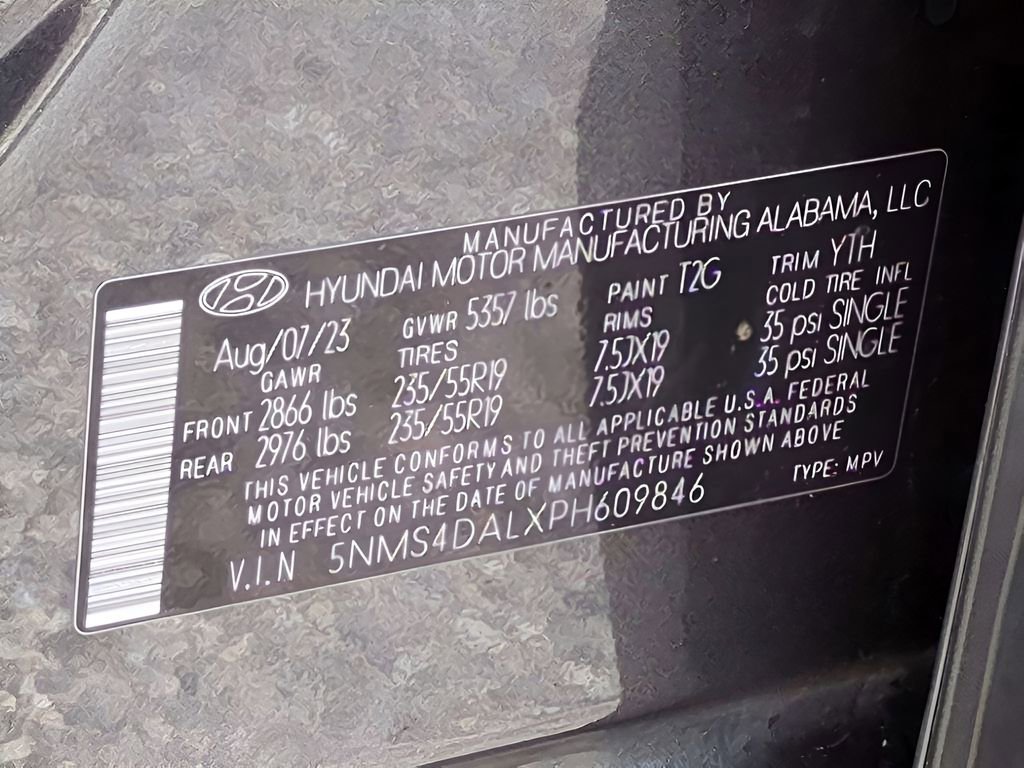 MANUFACTURED BY
HYUNDAI MOTOR MANUFACTURING ALABAMA, LLC
Aug/07/23 GVWR 5357 lbs PAINT T2G TRIM YTH
GAWR TIRES RIMS COLD TIRE INFL
FRONT 2866 lbs 235/55R19 7.5JX19 35 psi SINGLE
REAR 2976 lbs 235/55R19 7.5JX19 35 psi SINGLE
THIS VEHICLE CONFORMS TO ALL APPLICABLE U.S.A. FEDERAL
MOTOR VEHICLE SAFETY AND THEFT PREVENTION STANDARDS
IN EFFECT ON THE DATE OF MANUFACTURE SHOWN ABOVE
V.I.N 5NMS4DALXPH609846 TYPE: MPV